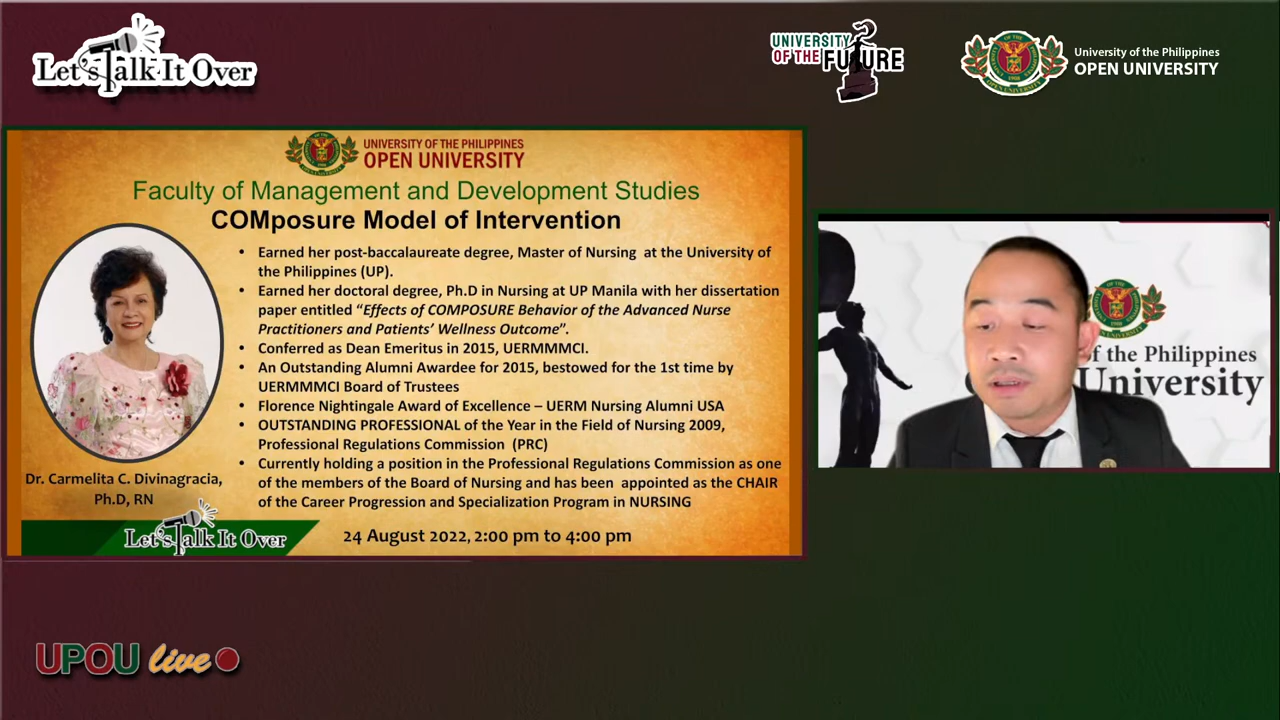 Let's Talk It Over
UNIVERSITY
OF THE FUTURE
University of the Philippines
OPEN UNIVERSITY
UNIVERSITY OF THE PHILIPPINES
OPEN UNIVERSITY
Faculty of Management and Development Studies
COMposure Model of Intervention
• Earned her post-baccalaureate degree, Master of Nursing at the University of
the Philippines (UP).
• Earned her doctoral degree, Ph.D in Nursing at UP Manila with her dissertation
paper entitled “Effects of COMPOSURE Behavior of the Advanced Nurse
Practitioners and Patients’ Wellness Outcome”.
• Conferred as Dean Emeritus in 2015, UERMMMCI.
• An Outstanding Alumni Awardee for 2015, bestowed for the 1st time by
UERMMMCI Board of Trustees
• Florence Nightingale Award of Excellence – UERM Nursing Alumni USA
• OUTSTANDING PROFESSIONAL of the Year in the Field of Nursing 2009,
Professional Regulations Commission (PRC)
• Currently holding a position in the Professional Regulations Commission as one
of the members of the Board of Nursing and has been appointed as the CHAIR
of the Career Progression and Specialization Program in NURSING
Dr. Carmelita C. Divinagracia,
Ph.D, RN
Let's Talk It Over
24 August 2022, 2:00 pm to 4:00 pm
of the Philippines
University
UPOU live